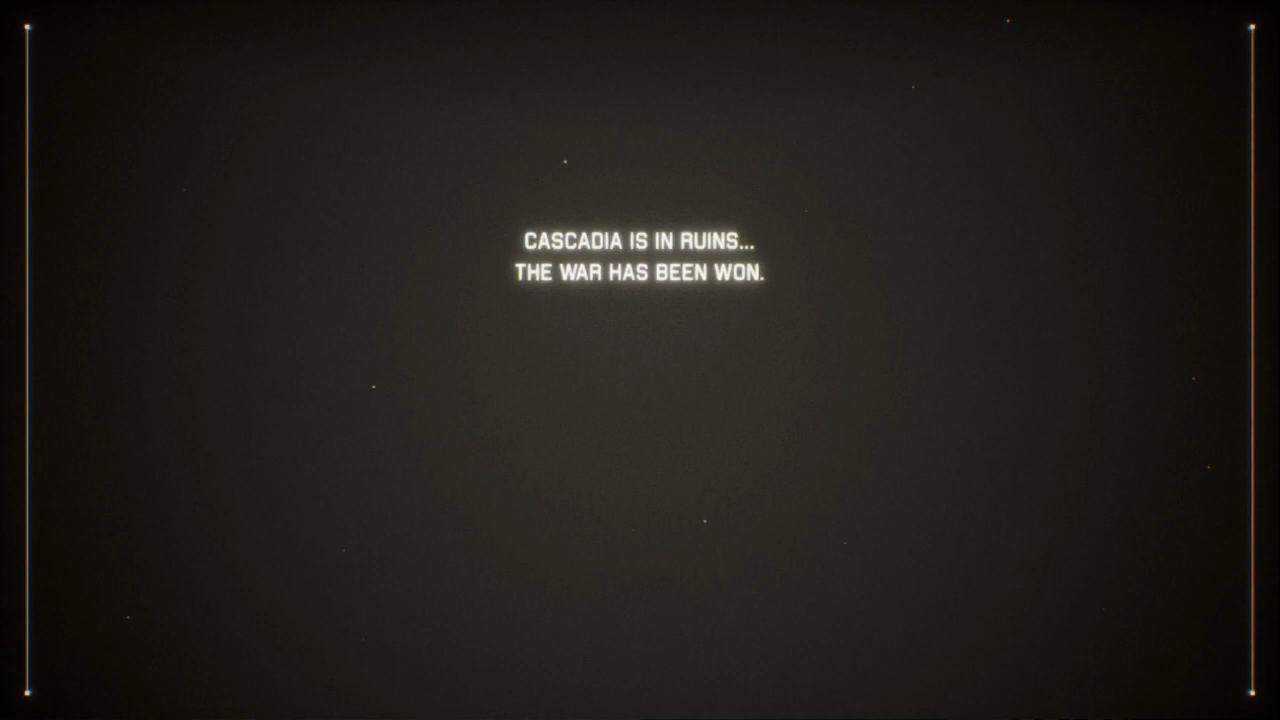 CASCADIA IS IN RUINS...
THE WAR HAS BEEN WON.